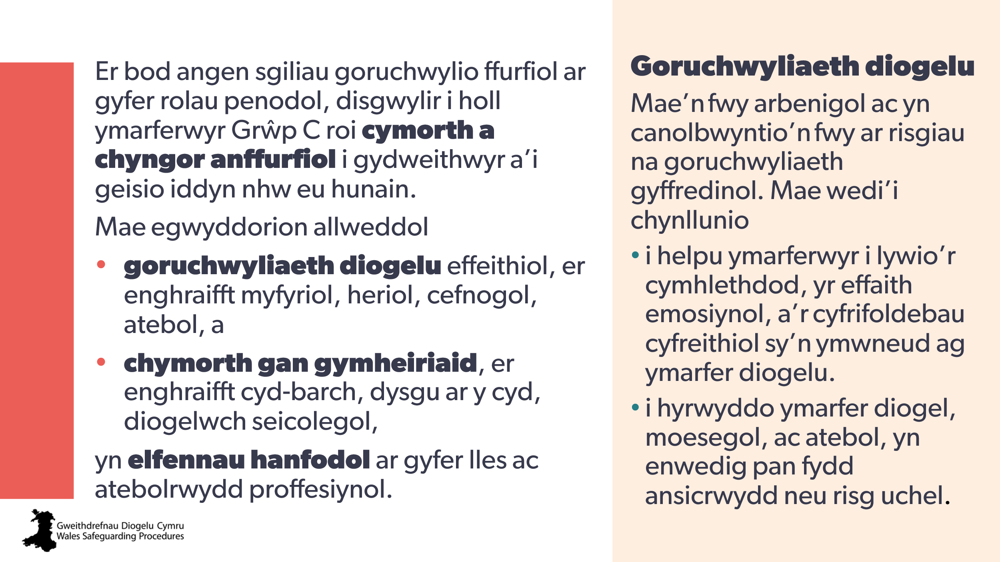 Er bod angen sgiliau goruchwylio ffurfiol ar
gyfer rolau penodol, disgwylir i holl
ymarferwyr Grŵp C roi cymorth a
chyngor anffurfiol i gydweithwyr a’i
geisio iddyn nhw eu hunain.
Mae egwyddorion allweddol
• goruchwyliaeth diogelu effeithiol, er
enghraifft myfyriol, heriol, cefnogol,
atebol, a
• chymorth gan gymheiriaid, er
enghraifft cyd-barch, dysgu ar y cyd,
diogelwch seicolegol,
yn elfennau hanfodol ar gyfer lles ac
atebolrwydd proffesiynol.
Goruchwyliaeth diogelu
Mae’n fwy arbenigol ac yn
canolbwyntio’n fwy ar risgiau
na goruchwyliaeth
gyffredinol. Mae wedi’i
chynllunio
• i helpu ymarferwyr i lywio’r
cymhlethdod, yr effaith
emosiynol, a’r cyfrifoldebau
cyfreithiol sy’n ymwneud ag
ymarfer diogelu.
• i hyrwyddo ymarfer diogel,
moesegol, ac atebol, yn
enwedig pan fydd
ansicrwydd neu risg uchel.
Gweithdrefnau Diogelu Cymru
Wales Safeguarding Procedures